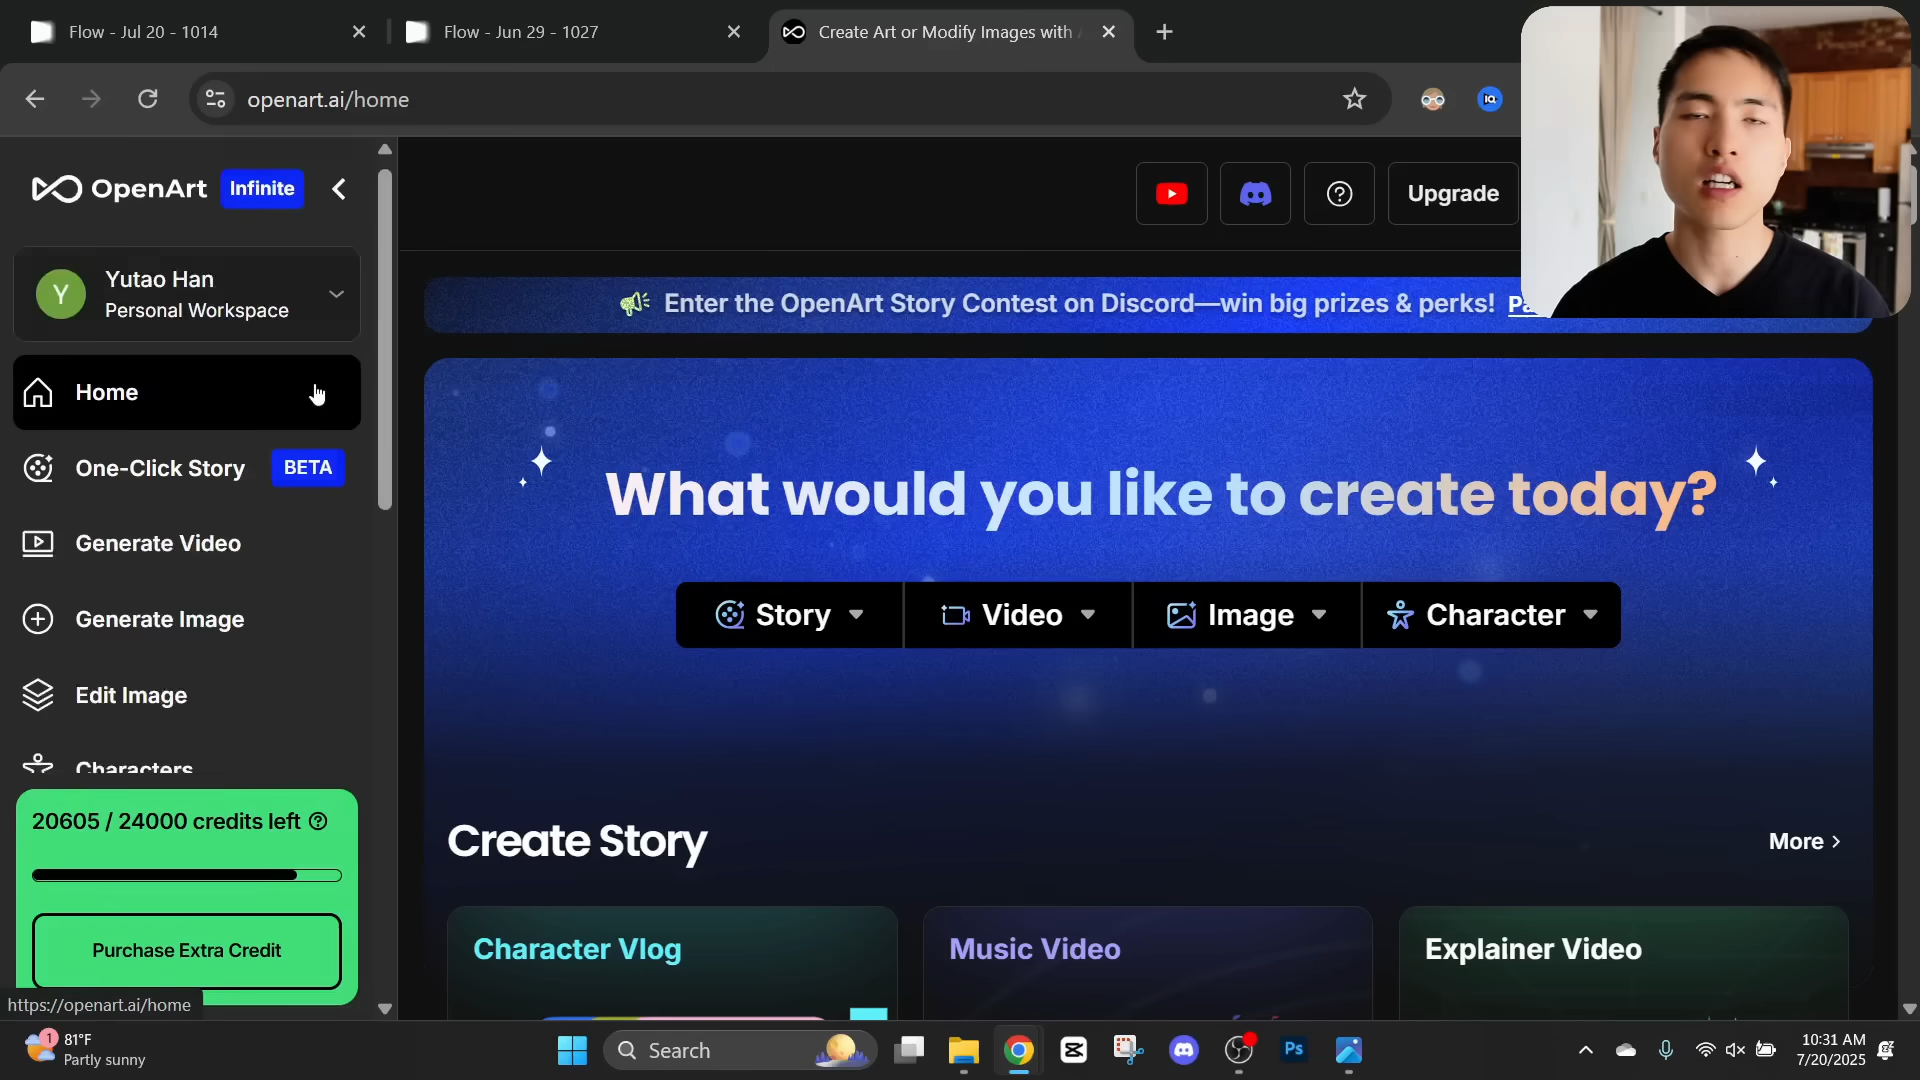 Flow - Jul 20 - 1014
Flow - Jun 29 - 1027
Create Art or Modify Images with
openart.ai/home
IQ
OpenArt Infinite
Y
Yutao Han
Personal Workspace
Upgrade
Enter the OpenArt Story Contest on Discord—win big prizes & perks!
Home
One-Click Story BETA
Generate Video
Generate Image
Edit Image
Characters
What would you like to create today?
Story
Video
Image
Character
20605 / 24000 credits left
Purchase Extra Credit
Create Story
More >
Character Vlog
Music Video
Explainer Video
https://openart.ai/home
1
81°F
Partly sunny
Search
Ps
10:31 AM
7/20/2025